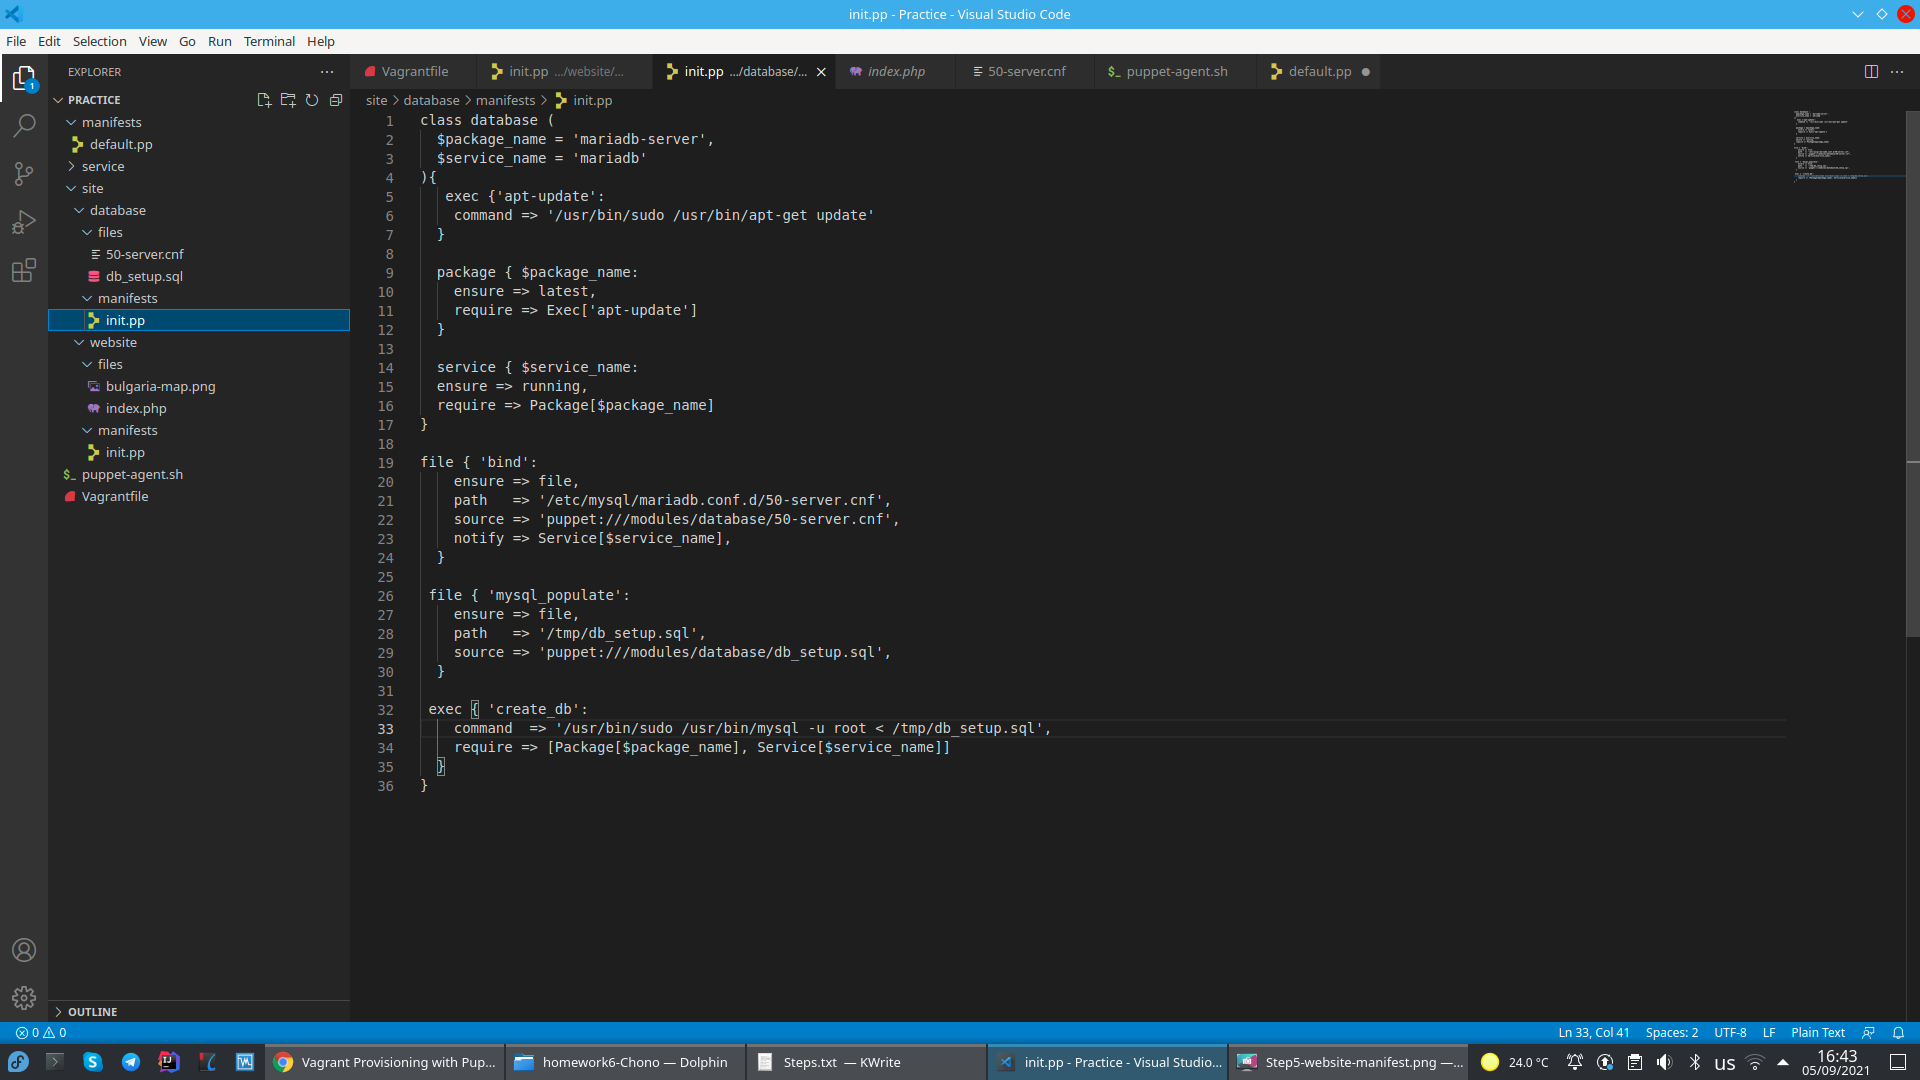 init.pp - Practice - Visual Studio Code
File Edit Selection View Go Run Terminal Help
EXPLORER
PRACTICE
manifests
default.pp
service
site
database
files
50-server.cnf
db_setup.sql
manifests
init.pp
website
files
bulgaria-map.png
index.php
manifests
init.pp
puppet-agent.sh
Vagrantfile
OUTLINE
Vagrantfile init.pp .../website/... init.pp .../database/... index.php 50-server.cnf puppet-agent.sh default.pp
site > database > manifests > init.pp
1 class database (
2 $package_name = 'mariadb-server',
3 $service_name = 'mariadb'
4 ){
5 exec {'apt-update':
6 command => '/usr/bin/sudo /usr/bin/apt-get update'
7 }
8
9 package { $package_name:
10 ensure => latest,
11 require => Exec['apt-update']
12 }
13
14 service { $service_name:
15 ensure => running,
16 require => Package[$package_name]
17 }
18
19 file { 'bind':
20 ensure => file,
21 path => '/etc/mysql/mariadb.conf.d/50-server.cnf',
22 source => 'puppet:///modules/database/50-server.cnf',
23 notify => Service[$service_name],
24 }
25
26 file { 'mysql_populate':
27 ensure => file,
28 path => '/tmp/db_setup.sql',
29 source => 'puppet:///modules/database/db_setup.sql',
30 }
31
32 exec { 'create_db':
33 command => '/usr/bin/sudo /usr/bin/mysql -u root < /tmp/db_setup.sql',
34 require => [Package[$package_name], Service[$service_name]]
35 }
36 }
0 0
Ln 33, Col 41 Spaces: 2 UTF-8 LF Plain Text
Vagrant Provisioning with Pup... homework6-Chono — Dolphin Steps.txt — KWrite init.pp - Practice - Visual Studio... Step5-website-manifest.png —... 24.0 °C us 16:43
05/09/2021